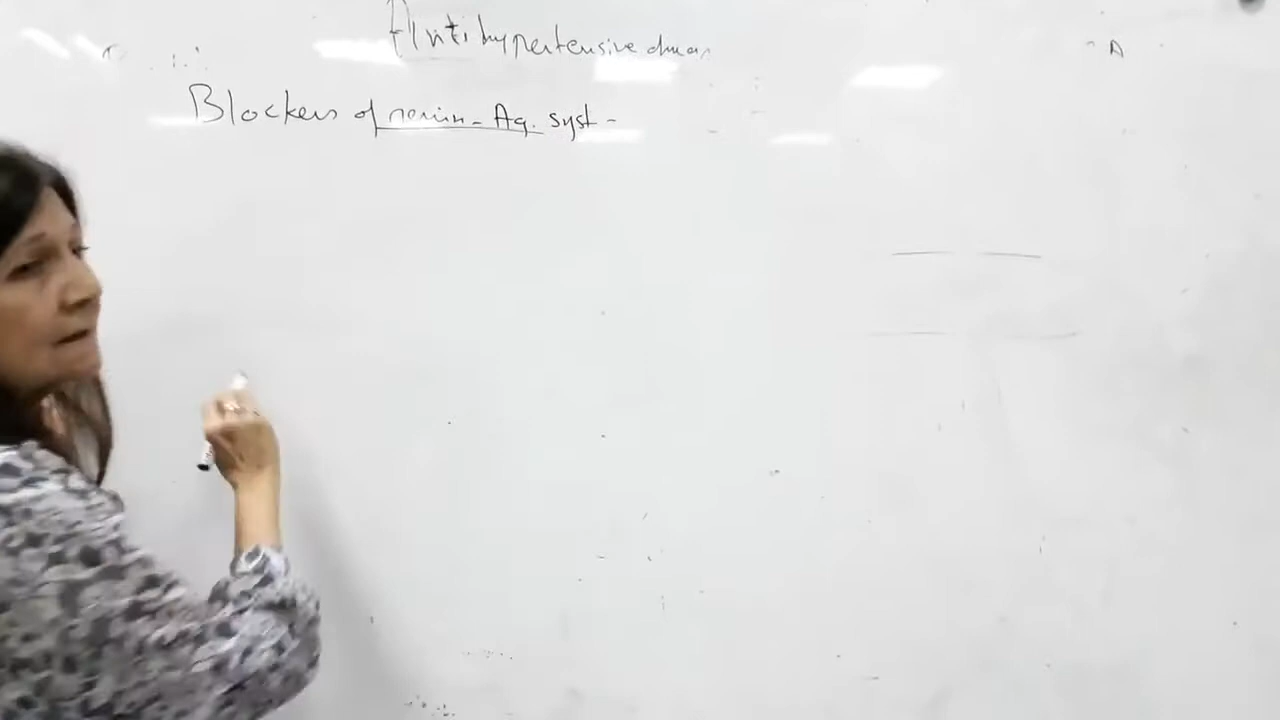 Antihypertensive drugs
Blockers of renin - Ag. syst -
A